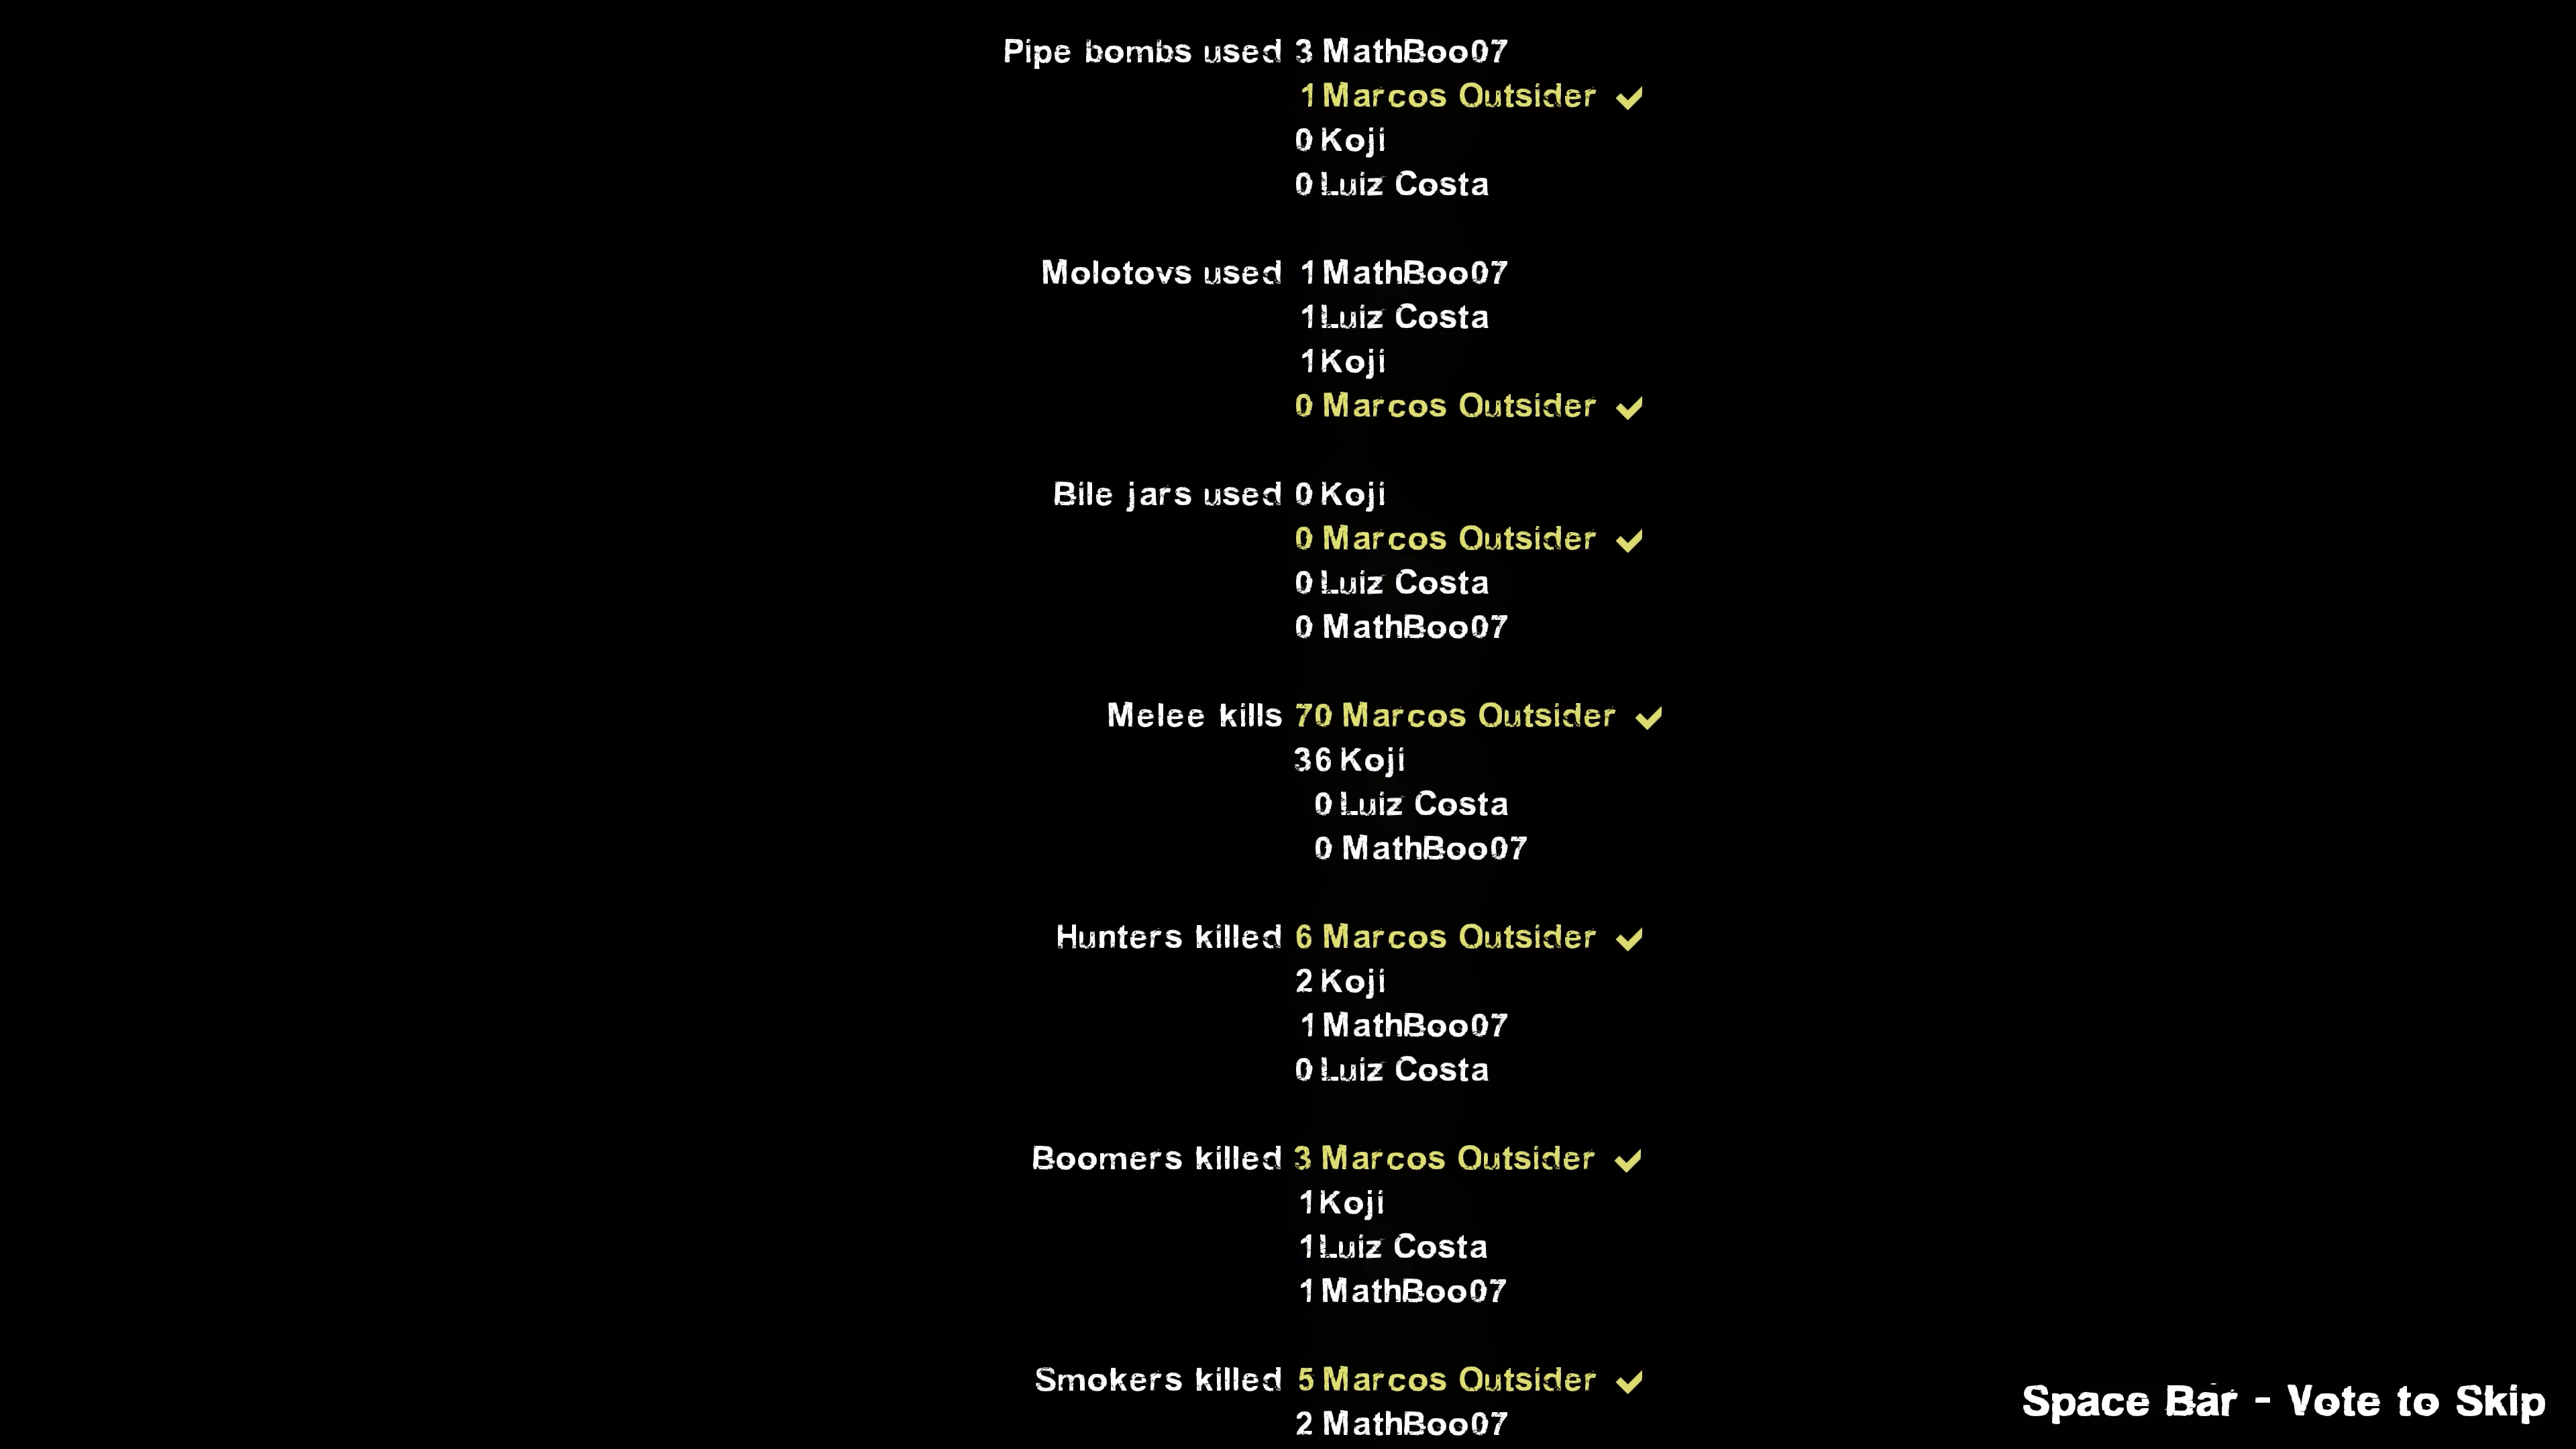 Pipe bombs used 3 MathBoo07
1 Marcos Outsider ✓
0 Koji
0 Luiz Costa
Molotovs used 1 MathBoo07
1 Luiz Costa
1 Koji
0 Marcos Outsider ✓
Bile jars used 0 Koji
0 Marcos Outsider ✓
0 Luiz Costa
0 MathBoo07
Melee kills 70 Marcos Outsider ✓
36 Koji
0 Luiz Costa
0 MathBoo07
Hunters killed 6 Marcos Outsider ✓
2 Koji
1 MathBoo07
0 Luiz Costa
Boomers killed 3 Marcos Outsider ✓
1 Koji
1 Luiz Costa
1 MathBoo07
Smokers killed 5 Marcos Outsider ✓
2 MathBoo07
Space Bar - Vote to Skip